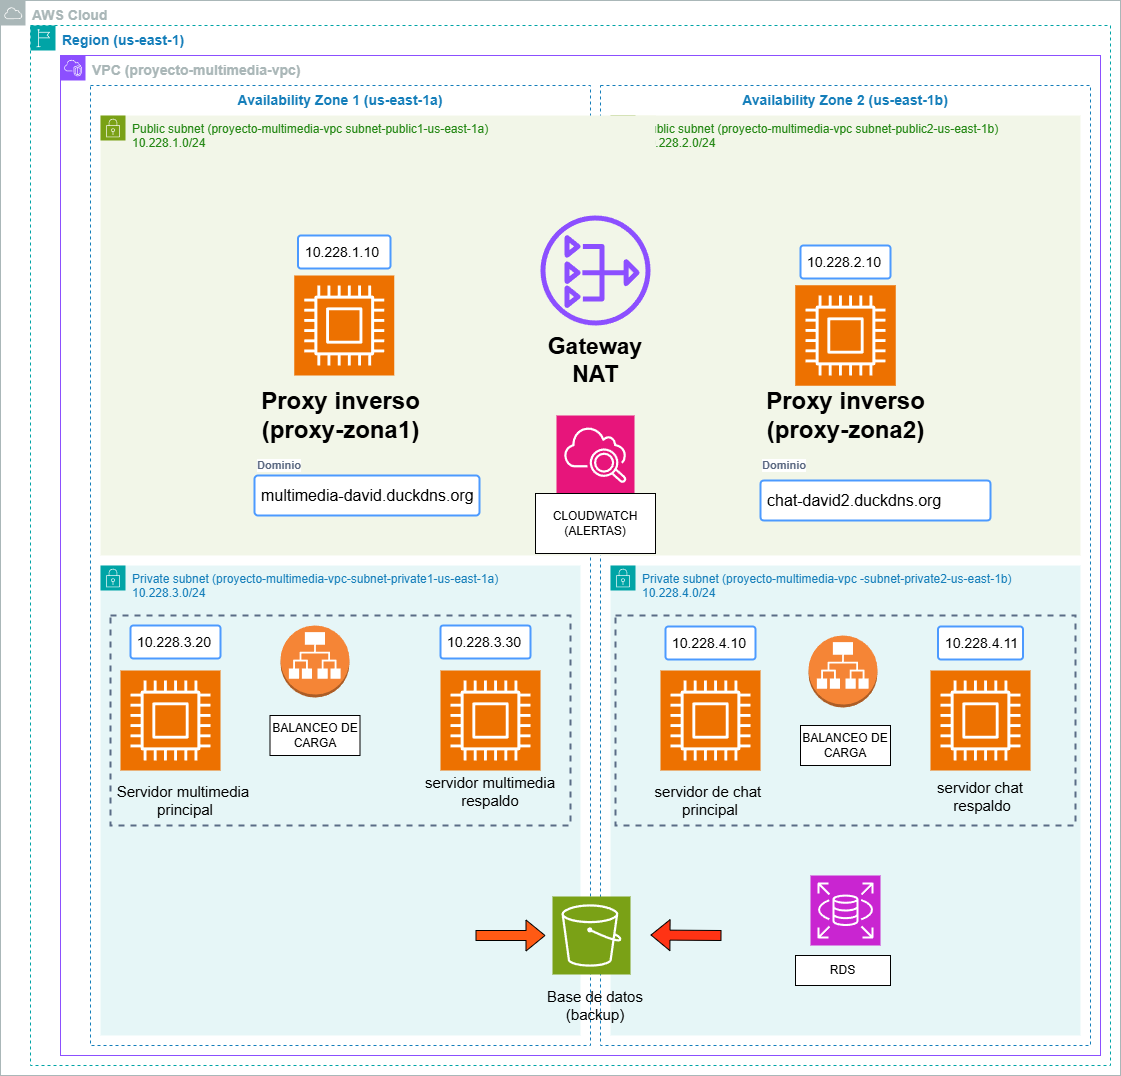 AWS Cloud
Region (us-east-1)
VPC (proyecto-multimedia-vpc)
Availability Zone 1 (us-east-1a)
Availability Zone 2 (us-east-1b)
Public subnet (proyecto-multimedia-vpc subnet-public1-us-east-1a)
10.228.1.0/24
blic subnet (proyecto-multimedia-vpc subnet-public2-us-east-1b)
.228.2.0/24
10.228.1.10
10.228.2.10
Gateway
NAT
Proxy inverso
(proxy-zona1)
Proxy inverso
(proxy-zona2)
Dominio
multimedia-david.duckdns.org
Dominio
chat-david2.duckdns.org
CLOUDWATCH
(ALERTAS)
Private subnet (proyecto-multimedia-vpc-subnet-private1-us-east-1a)
10.228.3.0/24
Private subnet (proyecto-multimedia-vpc -subnet-private2-us-east-1b)
10.228.4.0/24
10.228.3.20
10.228.3.30
10.228.4.10
10.228.4.11
BALANCEO DE
CARGA
BALANCEO DE
CARGA
Servidor multimedia
principal
servidor multimedia
respaldo
servidor de chat
principal
servidor chat
respaldo
RDS
Base de datos
(backup)